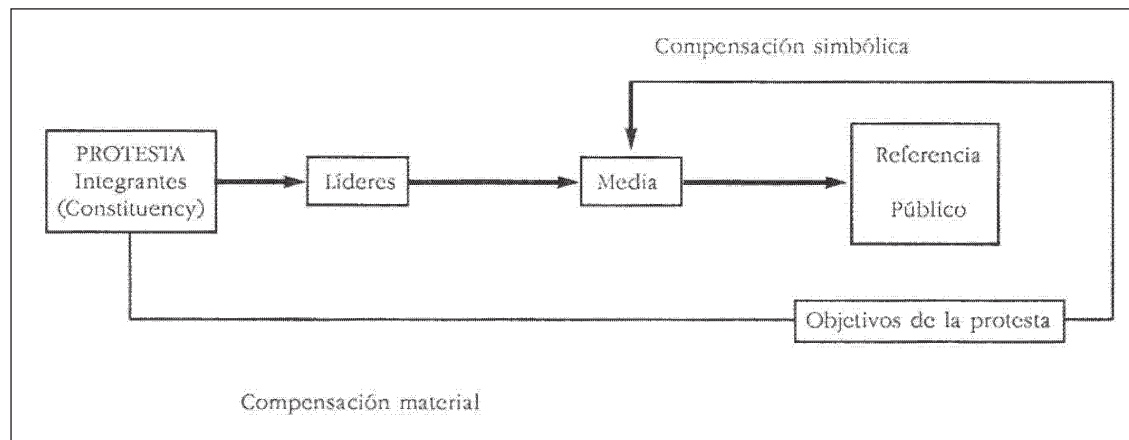 Compensación simbólica
PROTESTA
Integrantes
(Constituency)
Líderes
Media
Referencia
Público
Objetivos de la protesta
Compensación material